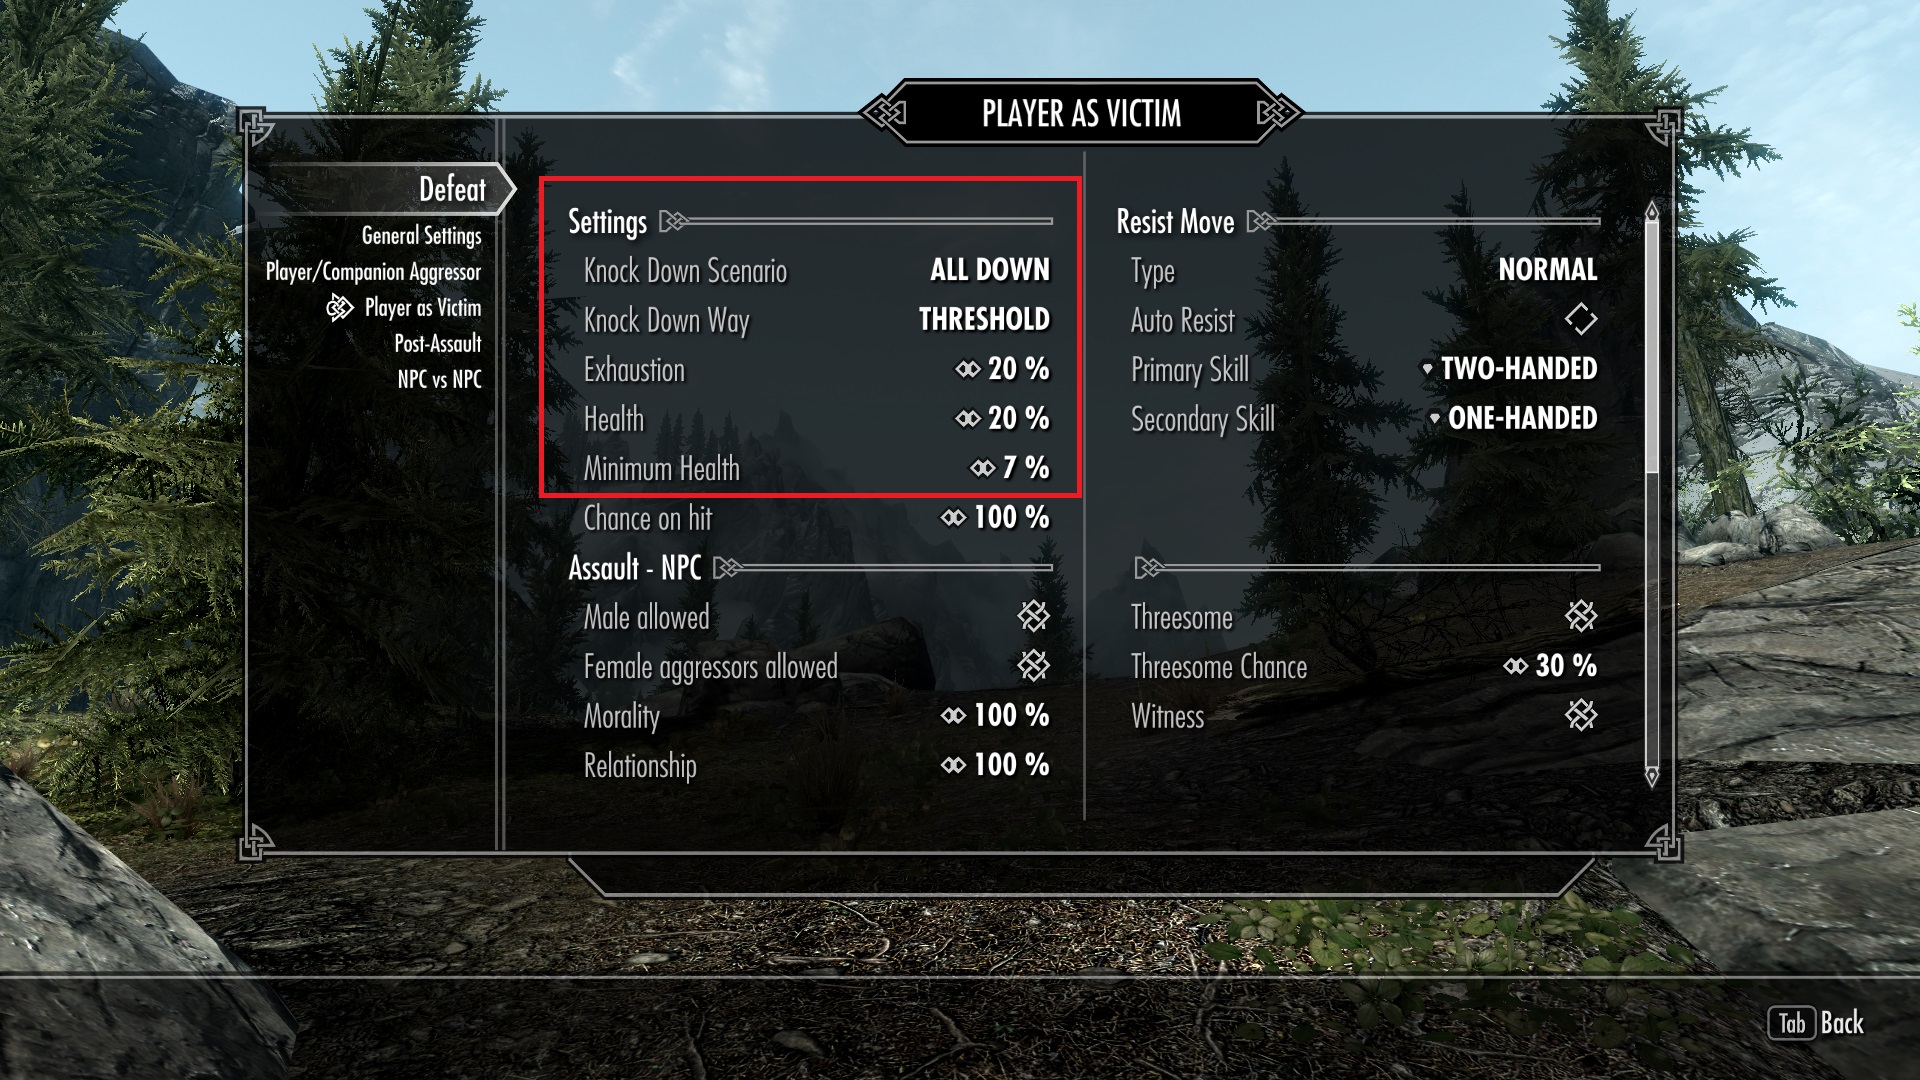 PLAYER AS VICTIM
Defeat
General Settings
Player/Companion Aggressor
Player as Victim
Post-Assault
NPC vs NPC
Settings
Knock Down Scenario ALL DOWN
Knock Down Way THRESHOLD
Exhaustion 20 %
Health 20 %
Minimum Health 7 %
Chance on hit 100 %
Assault - NPC
Male allowed
Female aggressors allowed
Morality 100 %
Relationship 100 %
Resist Move
Type NORMAL
Auto Resist
Primary Skill TWO-HANDED
Secondary Skill ONE-HANDED
Threesome
Threesome Chance 30 %
Witness
Tab Back